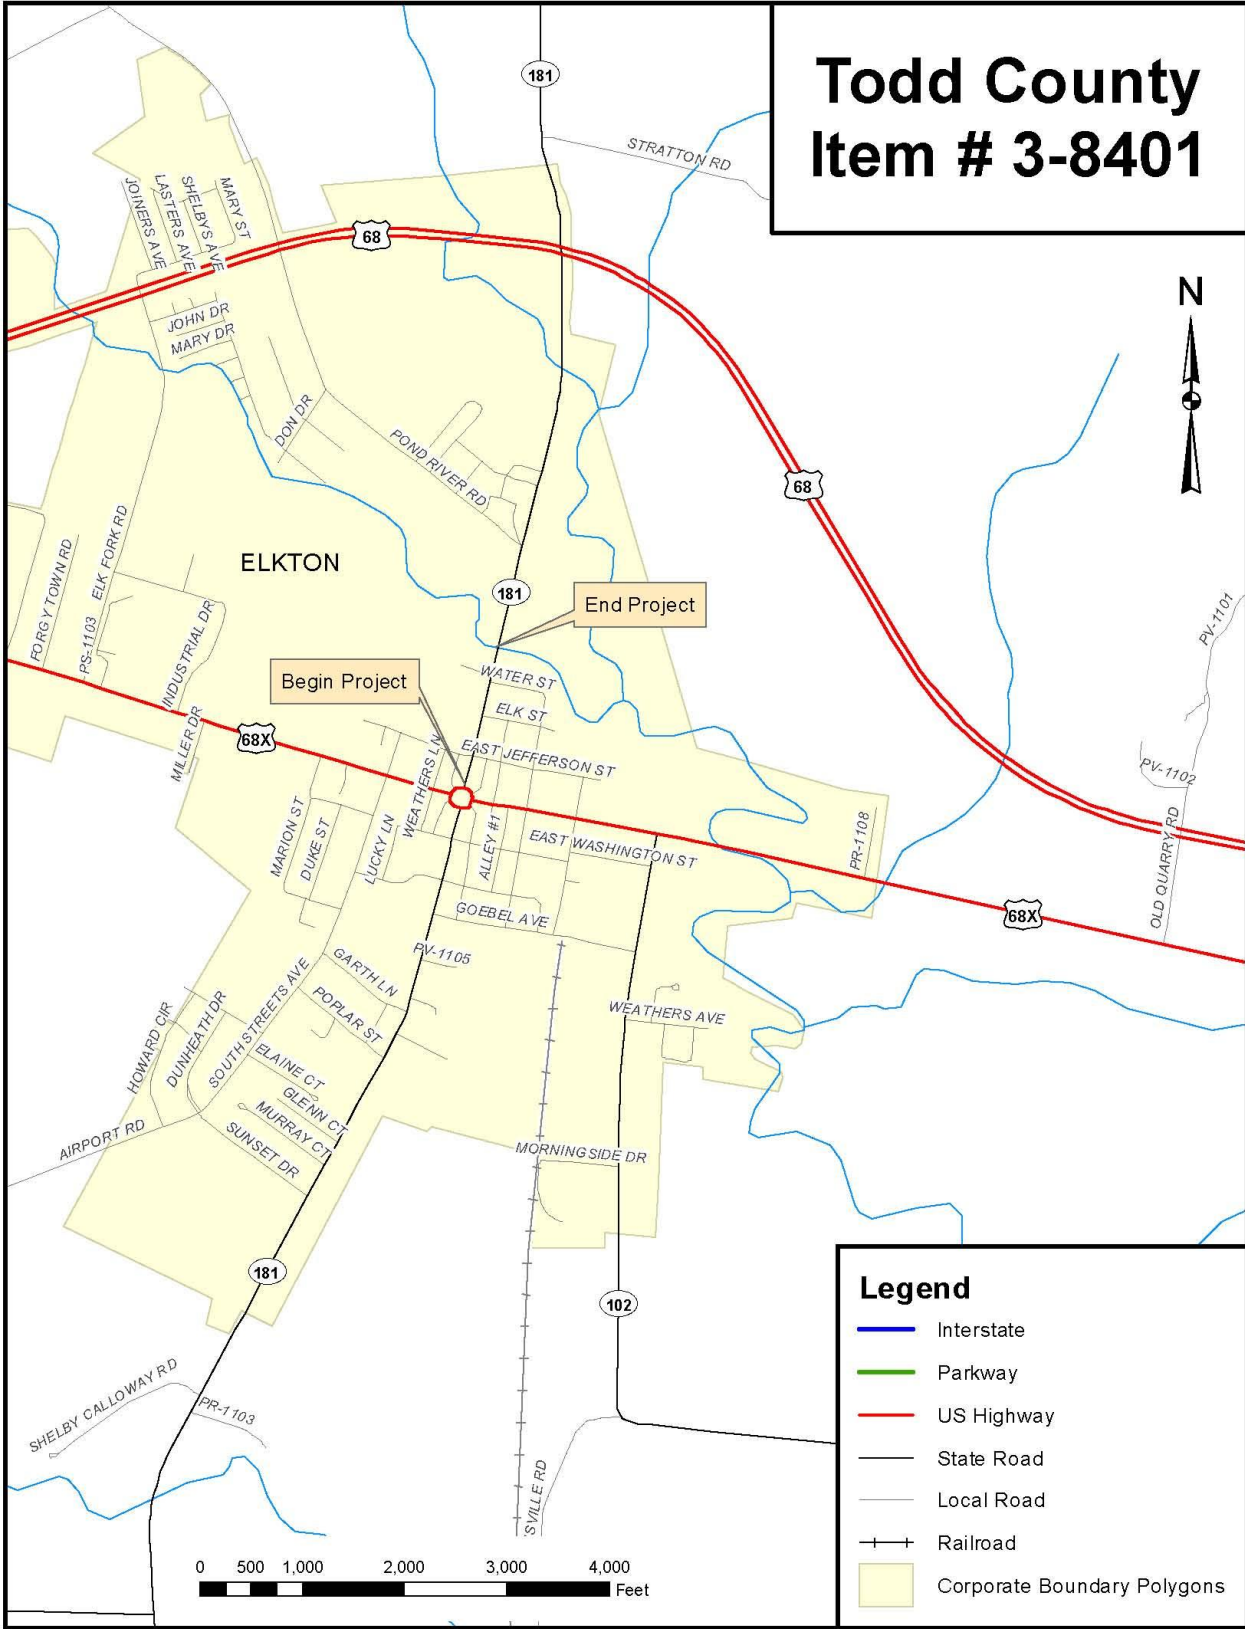 Todd County
Item # 3-8401
181
STRATTON RD
JOINERS AVE
LASTERS AVE
SHELBYS AVE
MARY ST
68
N
JOHN DR
MARY DR
DON DR
POND RIVER RD
68
FORGYTOWN RD
PS-1103
ELK FORK RD
ELKTON
INDUSTRIAL DR
181
End Project
PV-1101
Begin Project
WATER ST
ELK ST
68X
MILLER DR
EAST JEFFERSON ST
WEATHERS LN
PV-1102
MARION ST
DUKE ST
LUCKY LN
ALLEY #1
EAST WASHINGTON ST
PR-1108
OLD QUARRY RD
68X
GOEBEL AVE
PV-1105
GARTH LN
POPLAR ST
WEATHERS AVE
HOWARD CIR
DUNHEATH DR
SOUTH STREETS AVE
ELAINE CT
GLENN CT
MURRAY CT
SUNSET DR
AIRPORT RD
MORNINGSIDE DR
181
102
SHELBY CALLOWAY RD
PR-1103
SVILLE RD
0 500 1,000 2,000 3,000 4,000
Feet
Legend
Interstate
Parkway
US Highway
State Road
Local Road
Railroad
Corporate Boundary Polygons